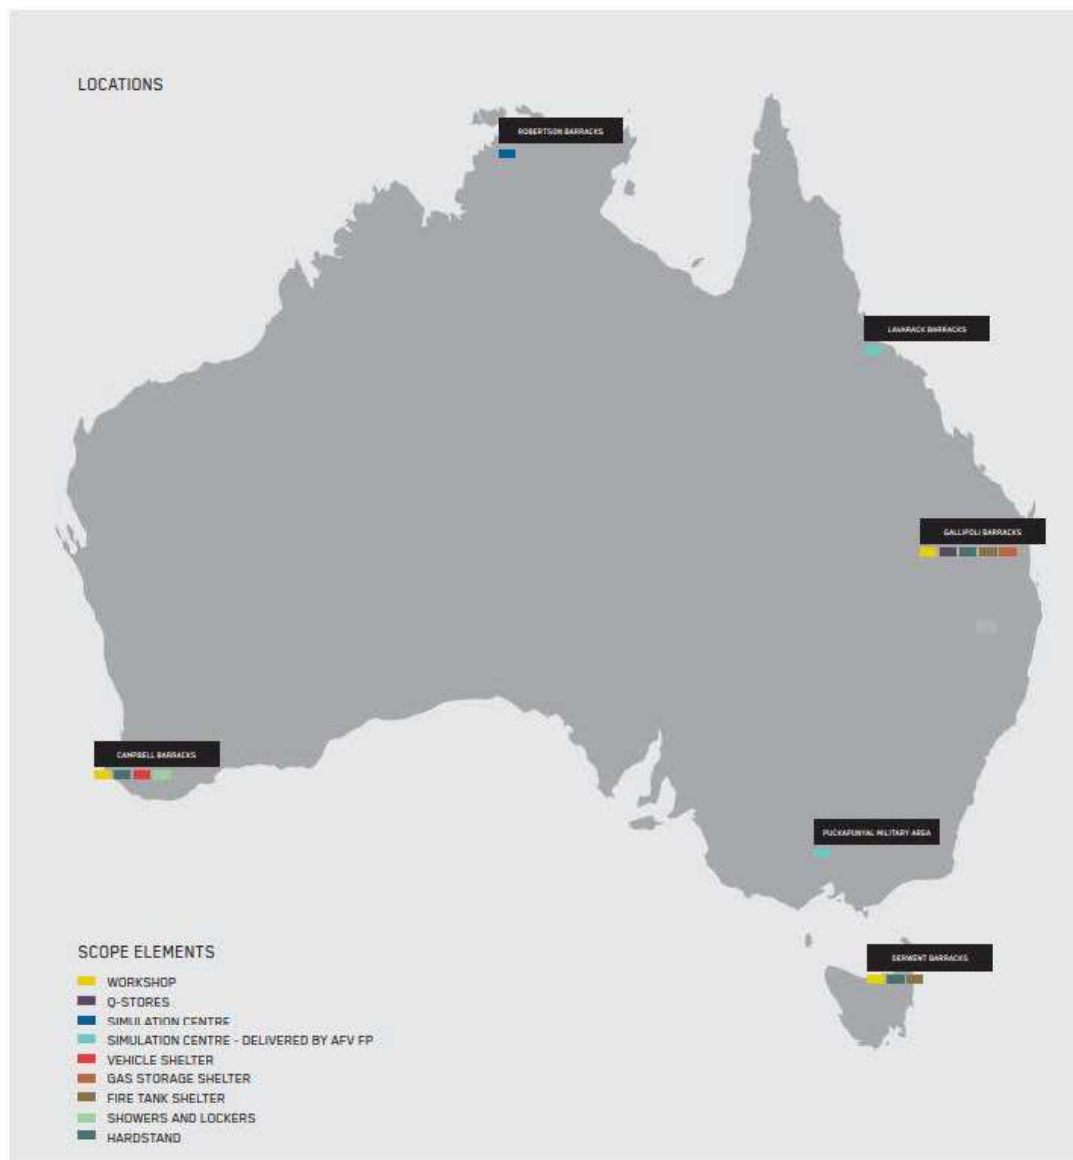 LOCATIONS
ROBERTSON BARRACKS
LAVARACK BARRACKS
GALLIPOLI BARRACKS
CAMPBELL BARRACKS
PUCKAPUNYAL MILITARY AREA
DERWENT BARRACKS
SCOPE ELEMENTS
WORKSHOP
Q-STORES
SIMULATION CENTRE
SIMULATION CENTRE - DELIVERED BY AFV FP
VEHICLE SHELTER
GAS STORAGE SHELTER
FIRE TANK SHELTER
SHOWERS AND LOCKERS
HARDSTAND